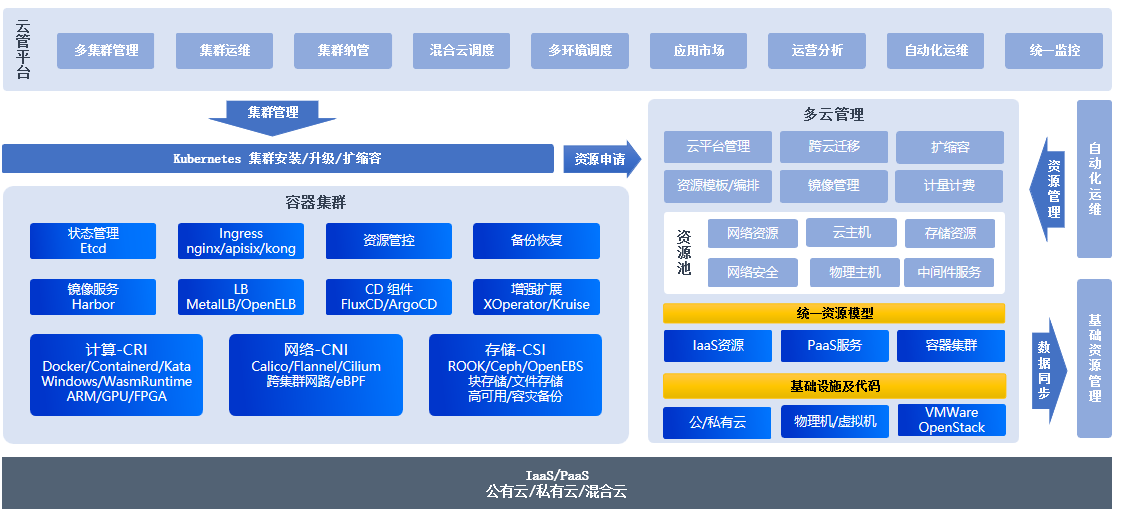 云管平台
多集群管理
集群运维
集群纳管
混合云调度
多环境调度
应用市场
运营分析
自动化运维
统一监控
集群管理
Kubernetes 集群安装/升级/扩缩容
资源申请
容器集群
状态管理
Etcd
Ingress
nginx/apisix/kong
资源管控
备份恢复
镜像服务
Harbor
LB
MetalLB/OpenELB
CD 组件
FluxCD/ArgoCD
增强扩展
XOperator/Kruise
计算-CRI
Docker/Containerd/Kata
Windows/WasmRuntime
ARM/GPU/FPGA
网络-CNI
Calico/Flannel/Cilium
跨集群网路/eBPF
存储-CSI
ROOK/Ceph/OpenEBS
块存储/文件存储
高可用/容灾备份
多云管理
云平台管理
跨云迁移
扩缩容
资源模板/编排
镜像管理
计量计费
资源池
网络资源
云主机
存储资源
网络安全
物理主机
中间件服务
统一资源模型
IaaS资源
PaaS服务
容器集群
基础设施及代码
公/私有云
物理机/虚拟机
VMWare
OpenStack
资源管理
自动化运维
数据同步
基础资源管理
IaaS/PaaS
公有云/私有云/混合云